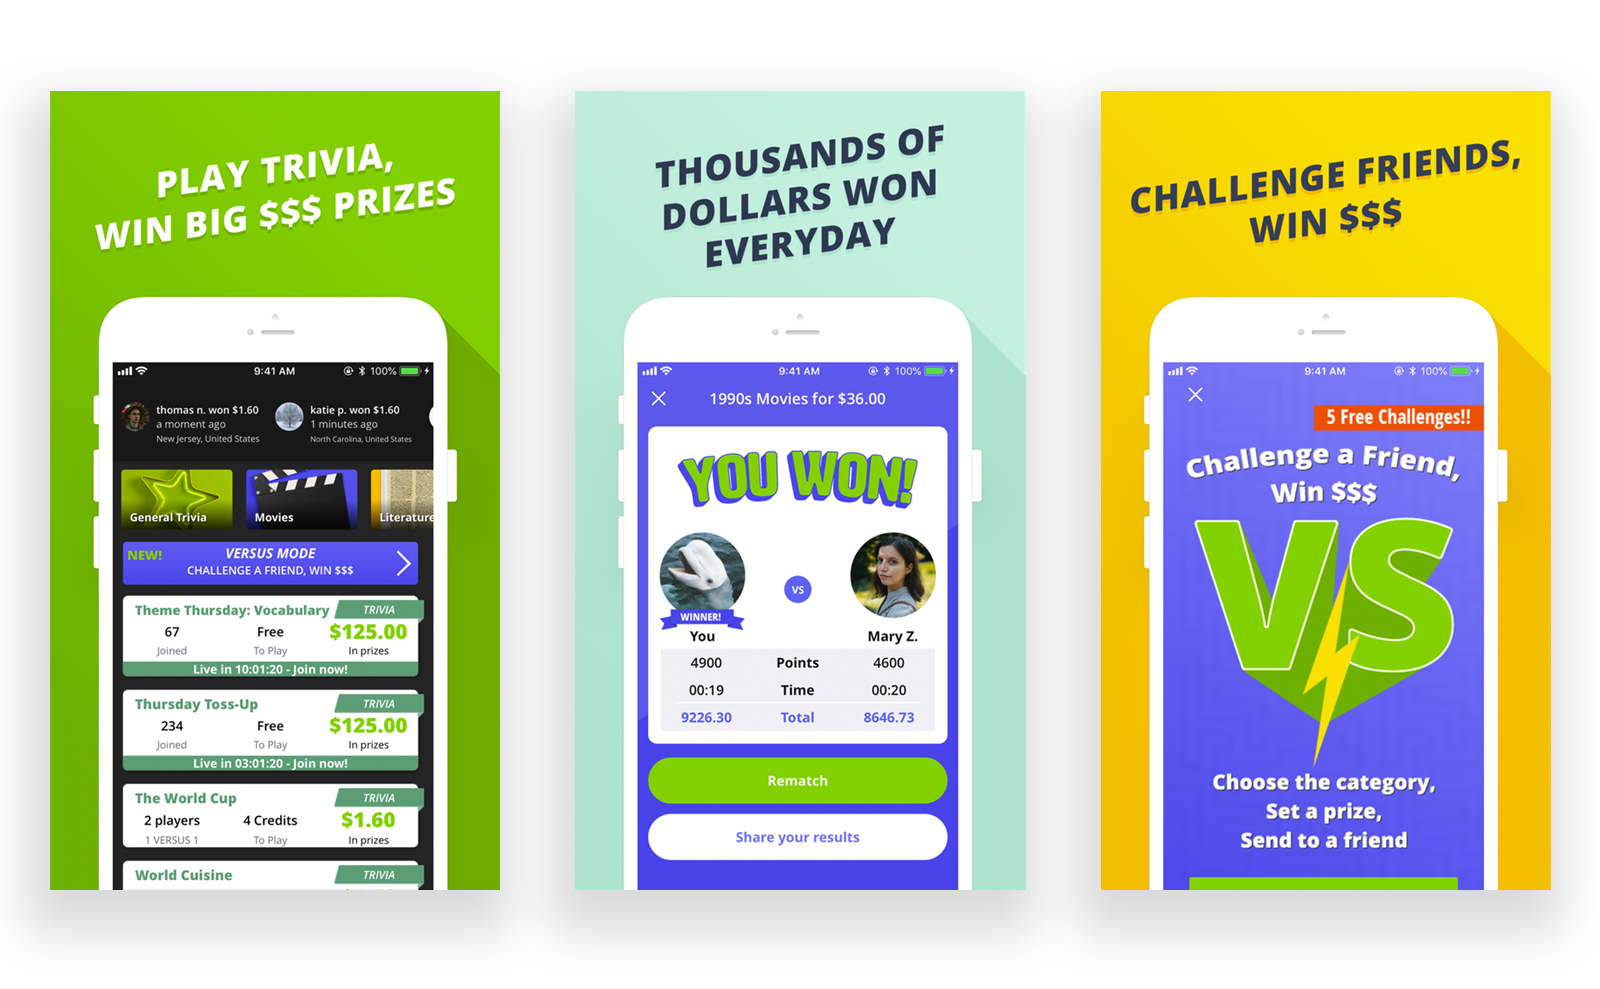 PLAY TRIVIA,
WIN BIG $$$ PRIZES
9:41 AM
100%
thomas n. won $1.60
a moment ago
New Jersey, United States
katie p. won $1.60
1 minutes ago
North Carolina, United States
General Trivia
Movies
Literature
NEW!
VERSUS MODE
CHALLENGE A FRIEND, WIN $$$
Theme Thursday: Vocabulary
TRIVIA
67
Free
$125.00
Joined
To Play
In prizes
Live in 10:01:20 - Join now!
Thursday Toss-Up
TRIVIA
234
Free
$125.00
Joined
To Play
In prizes
Live in 03:01:20 - Join now!
The World Cup
TRIVIA
2 players
4 Credits
$1.60
1 VERSUS 1
To Play
In prizes
World Cuisine
TRIVIA
THOUSANDS OF
DOLLARS WON
EVERYDAY
9:41 AM
100%
1990s Movies for $36.00
YOU WON!
VS
WINNER!
You
Mary Z.
4900 Points 4600
00:19 Time 00:20
9226.30 Total 8646.73
Rematch
Share your results
CHALLENGE FRIENDS,
WIN $$$
9:41 AM
100%
5 Free Challenges!!
Challenge a Friend,
Win $$$
VS
Choose the category,
Set a prize,
Send to a friend